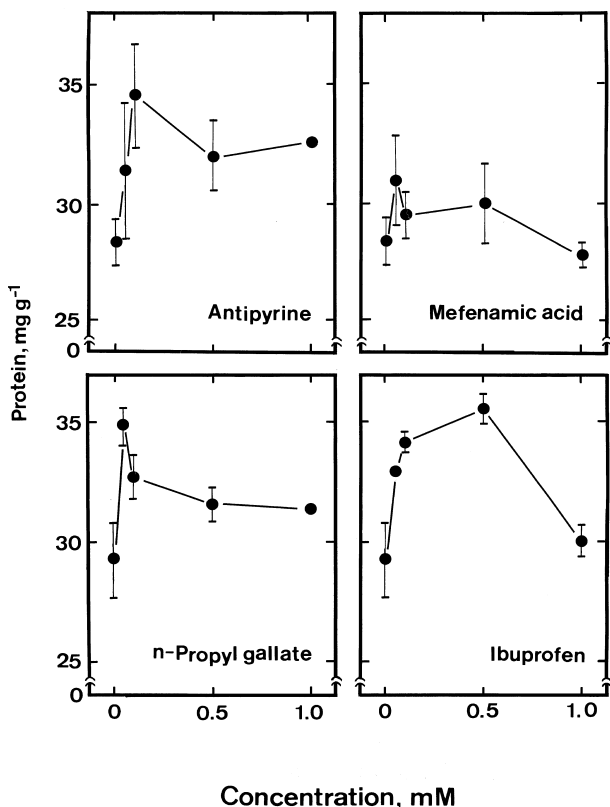 35
30
25
0
Antipyrine
Mefenamic acid
Protein, mg g⁻¹
35
30
25
0
n-Propyl gallate
Ibuprofen
0 0.5 1.0 0 0.5 1.0
Concentration, mM